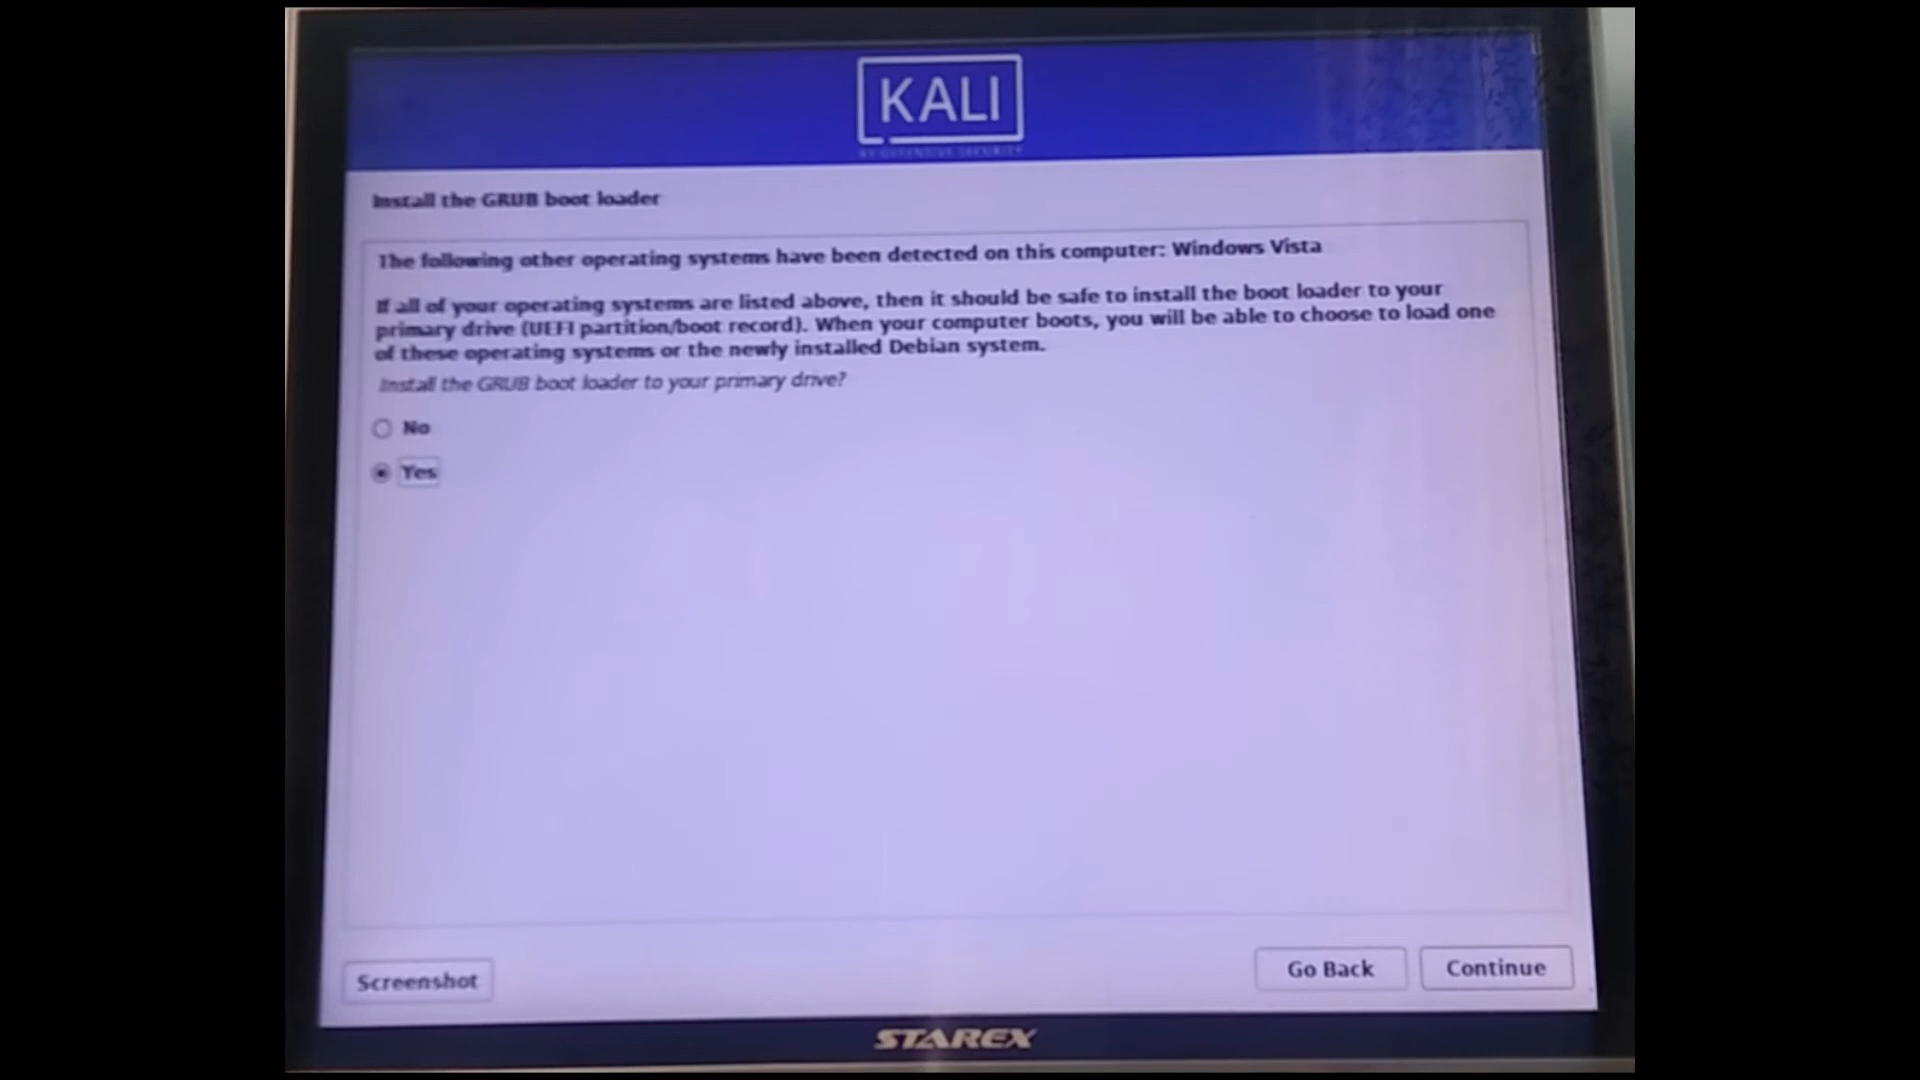 KALI
BY OFFENSIVE SECURITY
Install the GRUB boot loader
The following other operating systems have been detected on this computer: Windows Vista
If all of your operating systems are listed above, then it should be safe to install the boot loader to your
primary drive (UEFI partition/boot record). When your computer boots, you will be able to choose to load one
of these operating systems or the newly installed Debian system.
Install the GRUB boot loader to your primary drive?
No
Yes
Screenshot
Go Back
Continue
STAREX